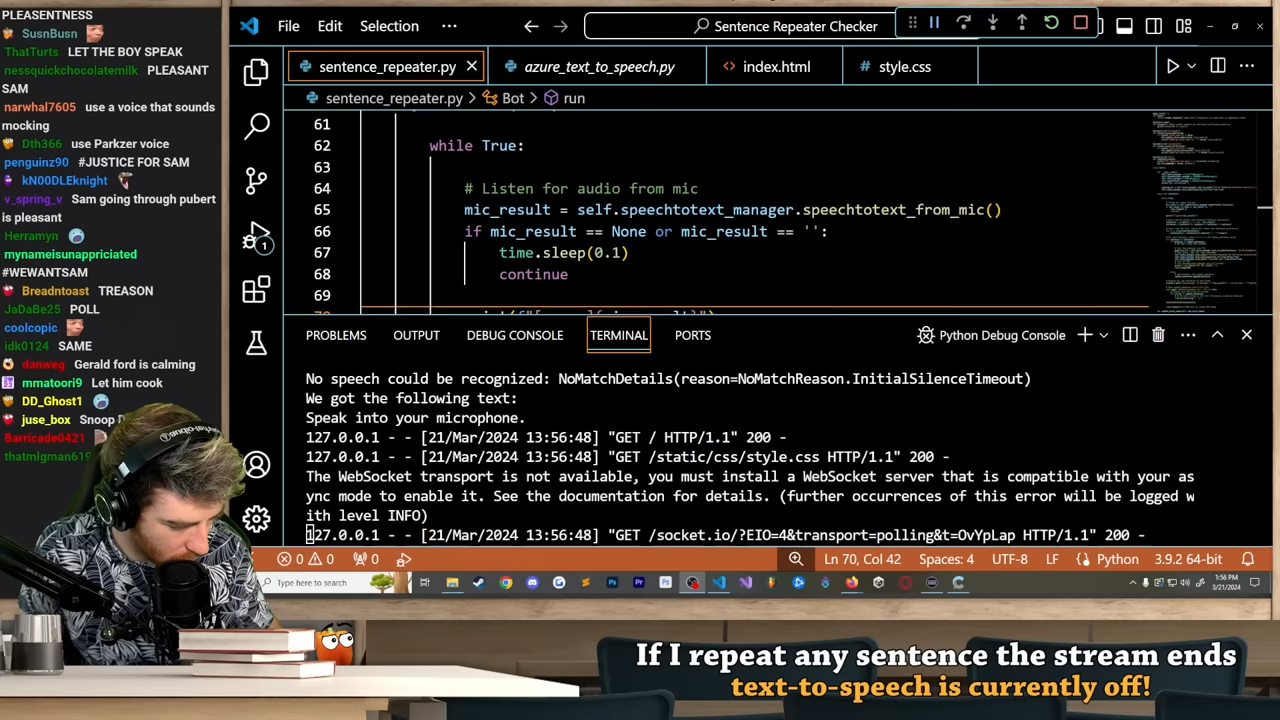 PLEASENTNESS
SusnBusn
ThatTurts LET THE BOY SPEAK
nessquickchocolatemilk PLEASANT
SAM
narwhal7605 use a voice that sounds
mocking
Dth366 use Parkzer voice
penguinz90 #JUSTICE FOR SAM
kN00DLEknight
v_spring_v Sam going through pubert
is pleasant
Herramyn
mynameisunappriciated
#WEWANTSAM
Breadntoast TREASON
JaDaBe25 POLL
coolcopic
idk0124 SAME
danweg Gerald ford is calming
mmatoori9 Let him cook
DD_Ghost1
juse_box Snoop D
Barricade0421
thatmlgman619
File Edit Selection ···
Sentence Repeater Checker
sentence_repeater.py
azure_text_to_speech.py
index.html
style.css
sentence_repeater.py > Bot > run
61
62 while True:
63
64 # Listen for audio from mic
65 mic_result = self.speechtotext_manager.speechtotext_from_mic()
66 if mic_result == None or mic_result == '':
67 time.sleep(0.1)
68 continue
69
PROBLEMS OUTPUT DEBUG CONSOLE TERMINAL PORTS
Python Debug Console
No speech could be recognized: NoMatchDetails(reason=NoMatchReason.InitialSilenceTimeout)
We got the following text:
Speak into your microphone.
127.0.0.1 - - [21/Mar/2024 13:56:48] "GET / HTTP/1.1" 200 -
127.0.0.1 - - [21/Mar/2024 13:56:48] "GET /static/css/style.css HTTP/1.1" 200 -
The WebSocket transport is not available, you must install a WebSocket server that is compatible with your as
ync mode to enable it. See the documentation for details. (further occurrences of this error will be logged w
ith level INFO)
127.0.0.1 - - [21/Mar/2024 13:56:48] "GET /socket.io/?EIO=4&transport=polling&t=OvYpLap HTTP/1.1" 200 -
1
0 0 0 Ln 70, Col 42 Spaces: 4 UTF-8 LF Python 3.9.2 64-bit
Type here to search
1:56 PM
3/21/2024
If I repeat any sentence the stream ends
text-to-speech is currently off!